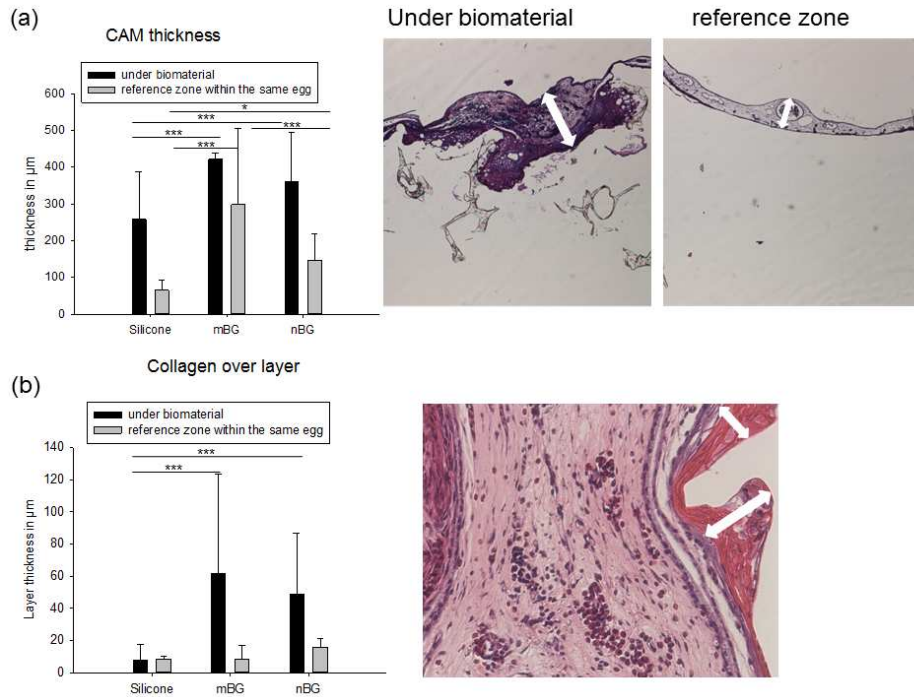 (a)
CAM thickness
under biomaterial
reference zone within the same egg
thickness in µm
600
500
400
300
200
100
0
*
***
***
***
***
Silicone mBG nBG
Under biomaterial
reference zone
(b)
Collagen over layer
under biomaterial
reference zone within the same egg
Layer thickness in µm
140
120
100
80
60
40
20
0
***
***
Silicone mBG nBG